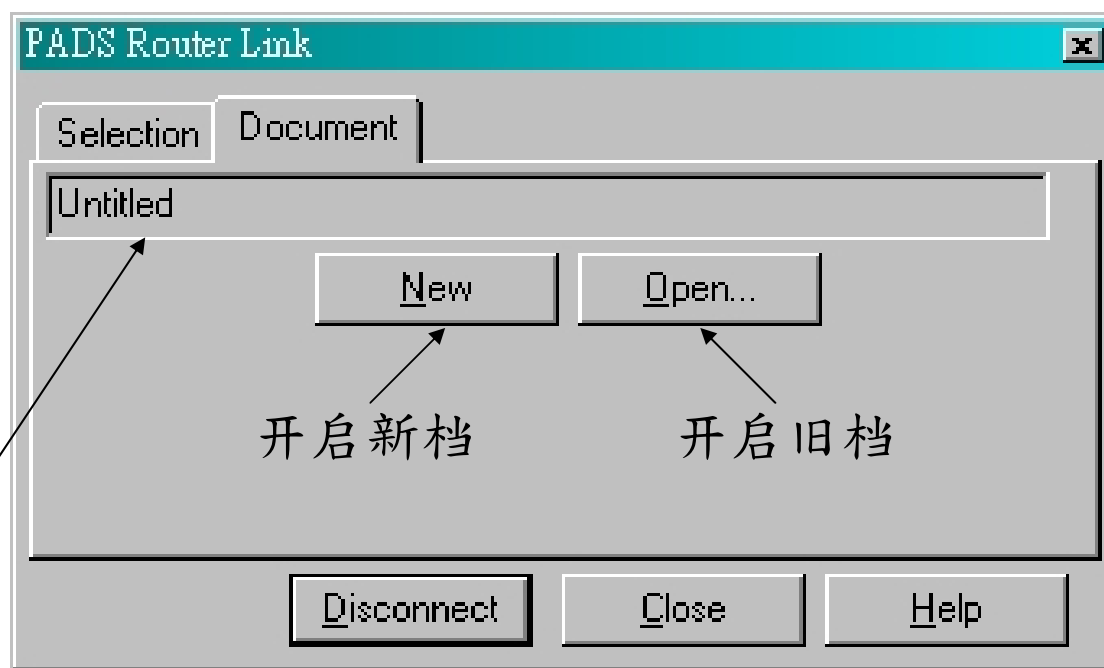 PADS Router Link
Selection Document
Untitled
New Open...
开启新档 开启旧档
Disconnect Close Help